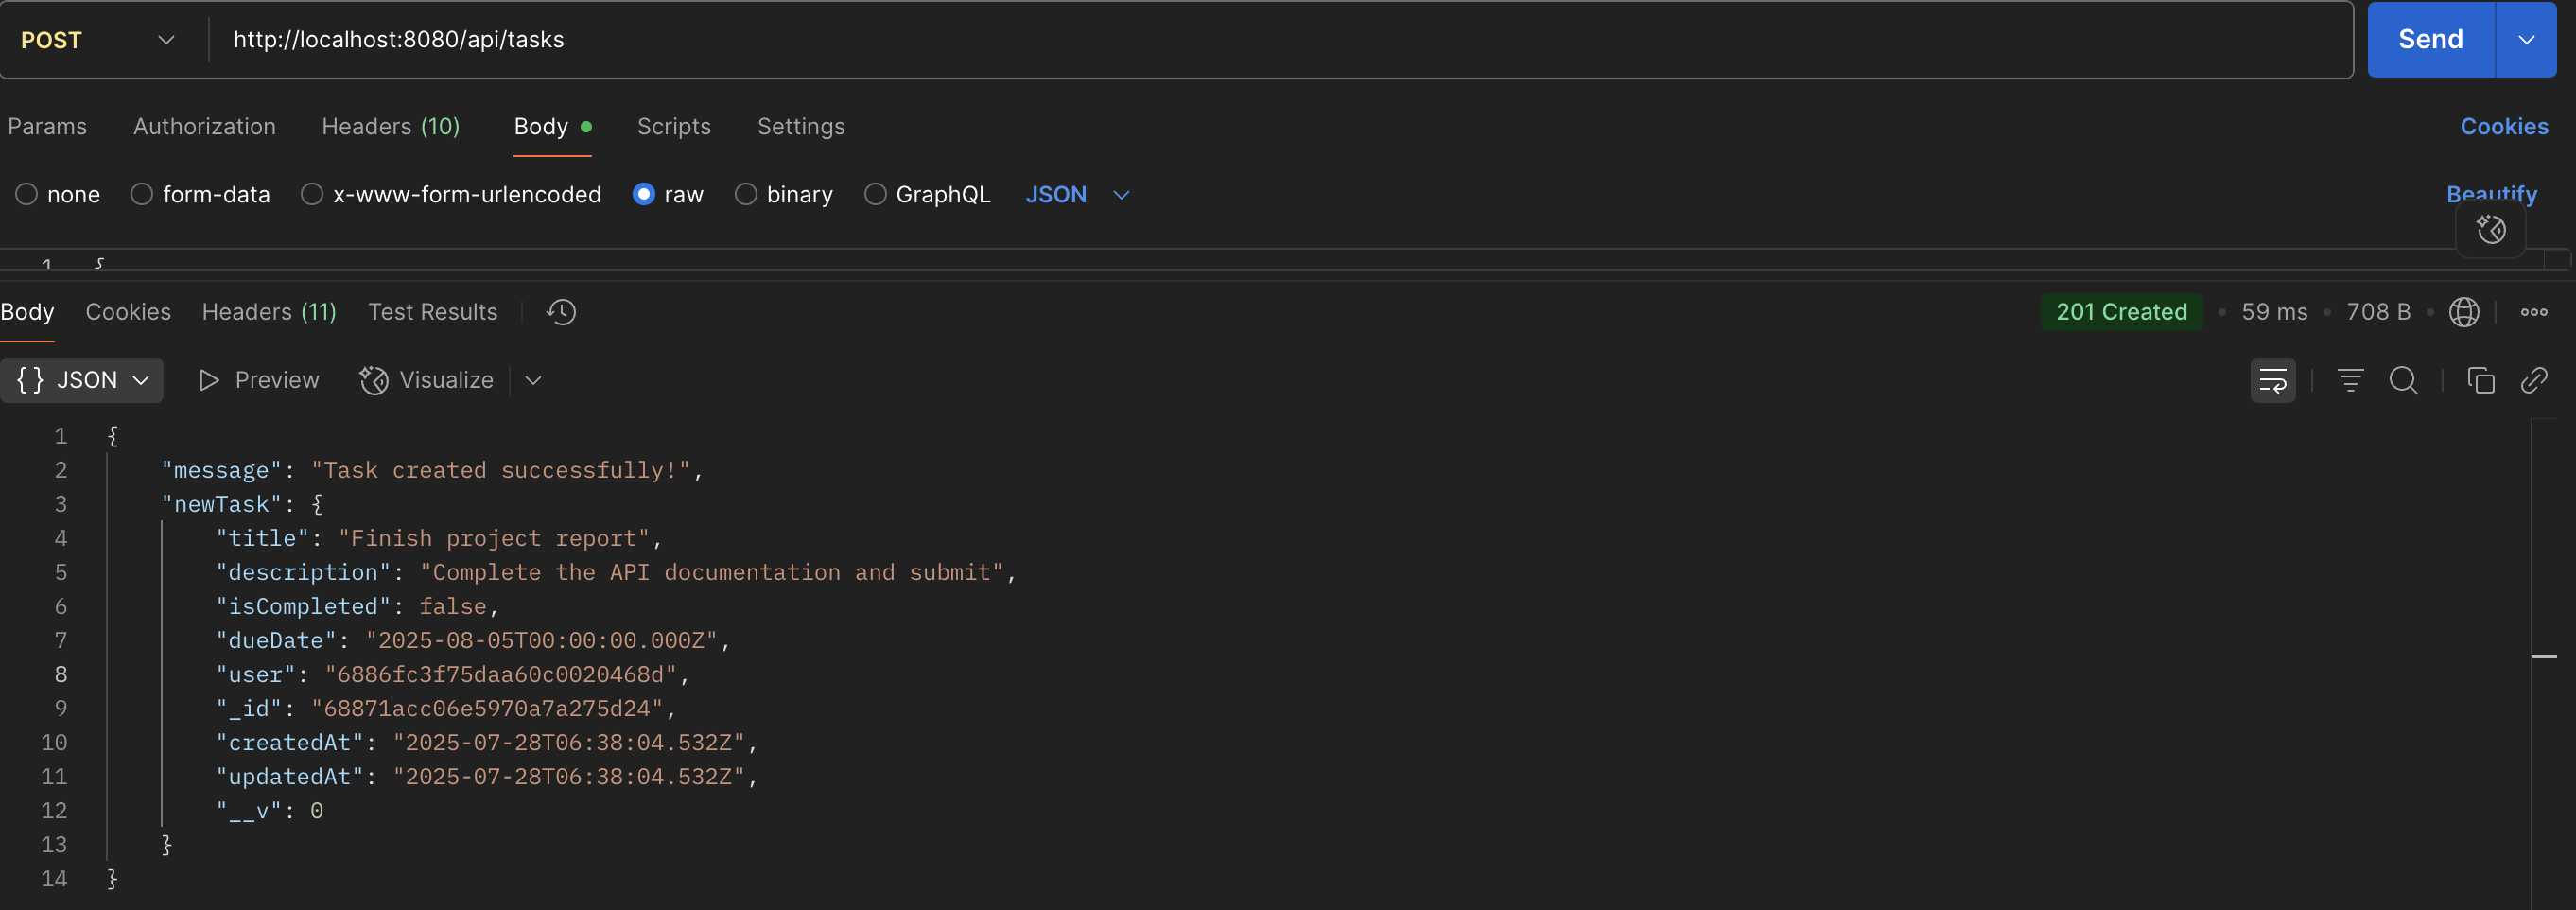 POST http://localhost:8080/api/tasks Send
Params Authorization Headers (10) Body Scripts Settings Cookies
none form-data x-www-form-urlencoded raw binary GraphQL JSON Beautify
1 {
Body Cookies Headers (11) Test Results 201 Created • 59 ms • 708 B
{} JSON Preview Visualize
1 {
2 "message": "Task created successfully!",
3 "newTask": {
4 "title": "Finish project report",
5 "description": "Complete the API documentation and submit",
6 "isCompleted": false,
7 "dueDate": "2025-08-05T00:00:00.000Z",
8 "user": "6886fc3f75daa60c0020468d",
9 "_id": "68871acc06e5970a7a275d24",
10 "createdAt": "2025-07-28T06:38:04.532Z",
11 "updatedAt": "2025-07-28T06:38:04.532Z",
12 "__v": 0
13 }
14 }